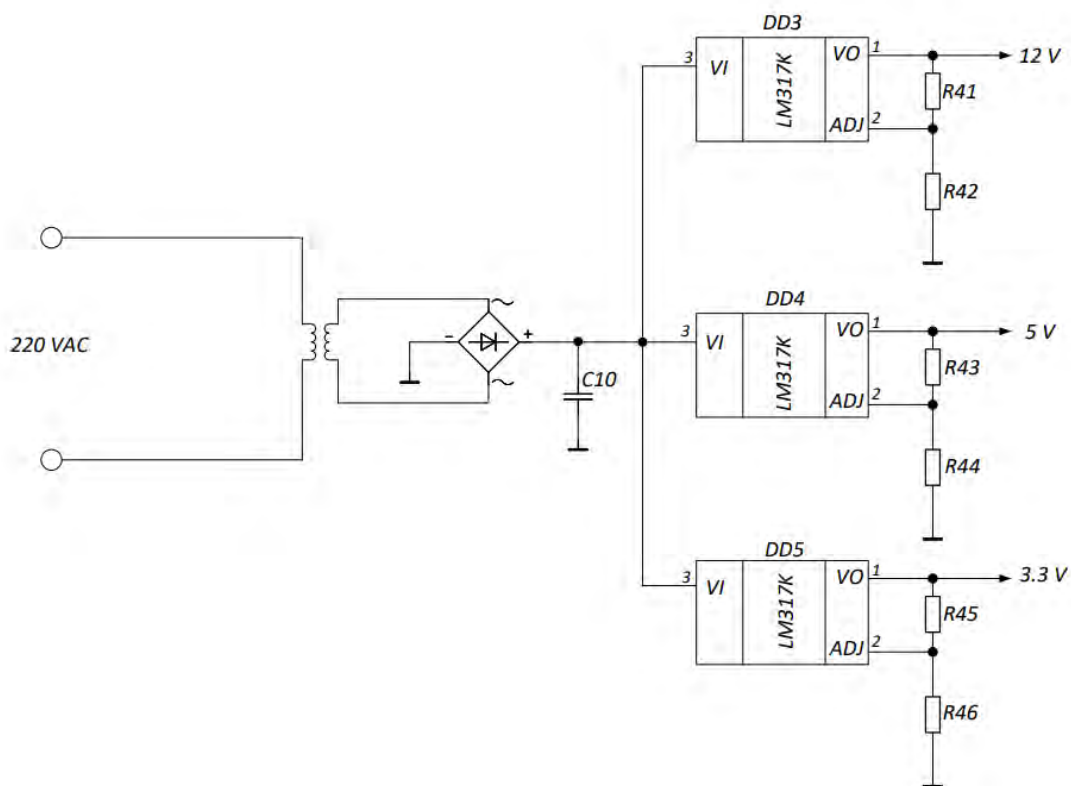 DD3
3 VI LM317K VO 1 12 V
R41
ADJ 2
R42
220 VAC
~
- +
~
C10
DD4
3 VI LM317K VO 1 5 V
R43
ADJ 2
R44
DD5
3 VI LM317K VO 1 3.3 V
R45
ADJ 2
R46